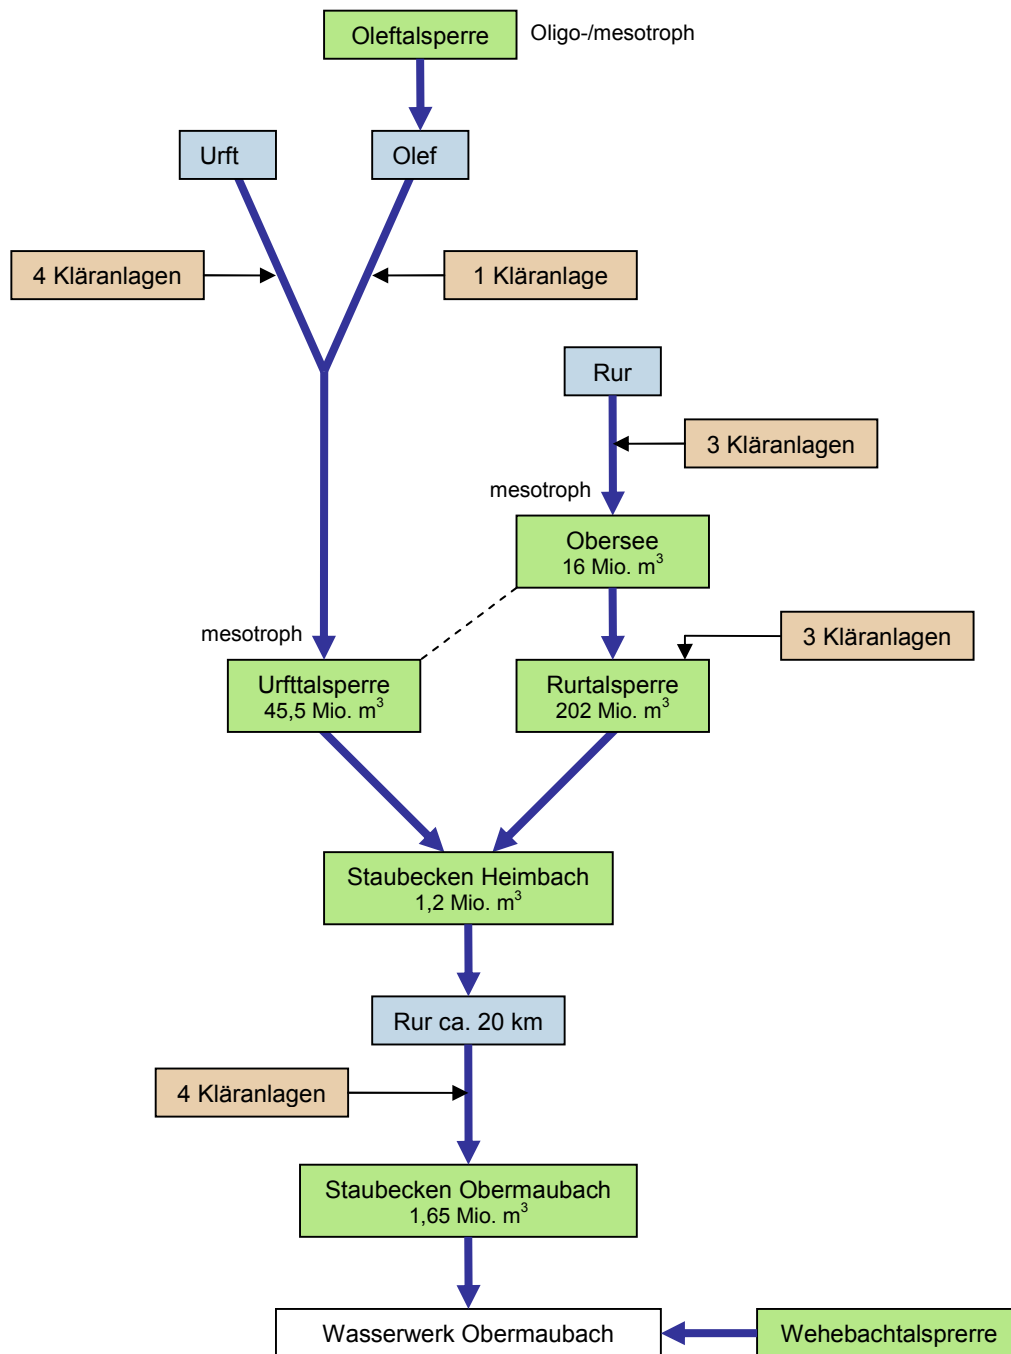 Oleftalsperre
Oligo-/mesotroph
Urft
Olef
4 Kläranlagen
1 Kläranlage
Rur
3 Kläranlagen
mesotroph
Obersee
16 Mio. m³
3 Kläranlagen
mesotroph
Urfttalsperre
45,5 Mio. m³
Rurtalsperre
202 Mio. m³
Staubecken Heimbach
1,2 Mio. m³
Rur ca. 20 km
4 Kläranlagen
Staubecken Obermaubach
1,65 Mio. m³
Wasserwerk Obermaubach
Wehebachtalsprerre